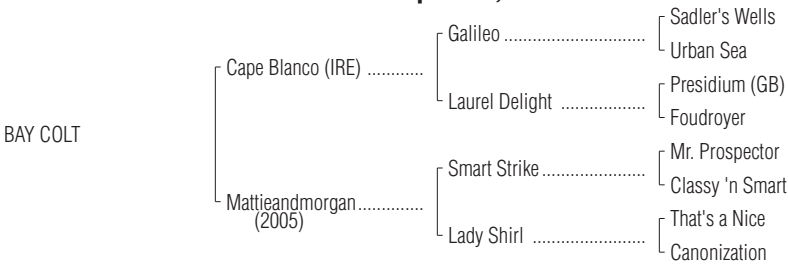 Sadler's Wells
Galileo ..............................
Urban Sea
Cape Blanco (IRE) ............
Presidium (GB)
Laurel Delight ..................
Foudroyer
BAY COLT
Mr. Prospector
Smart Strike......................
Classy 'n Smart
Mattieandmorgan..............
(2005)
That's a Nice
Lady Shirl ........................
Canonization